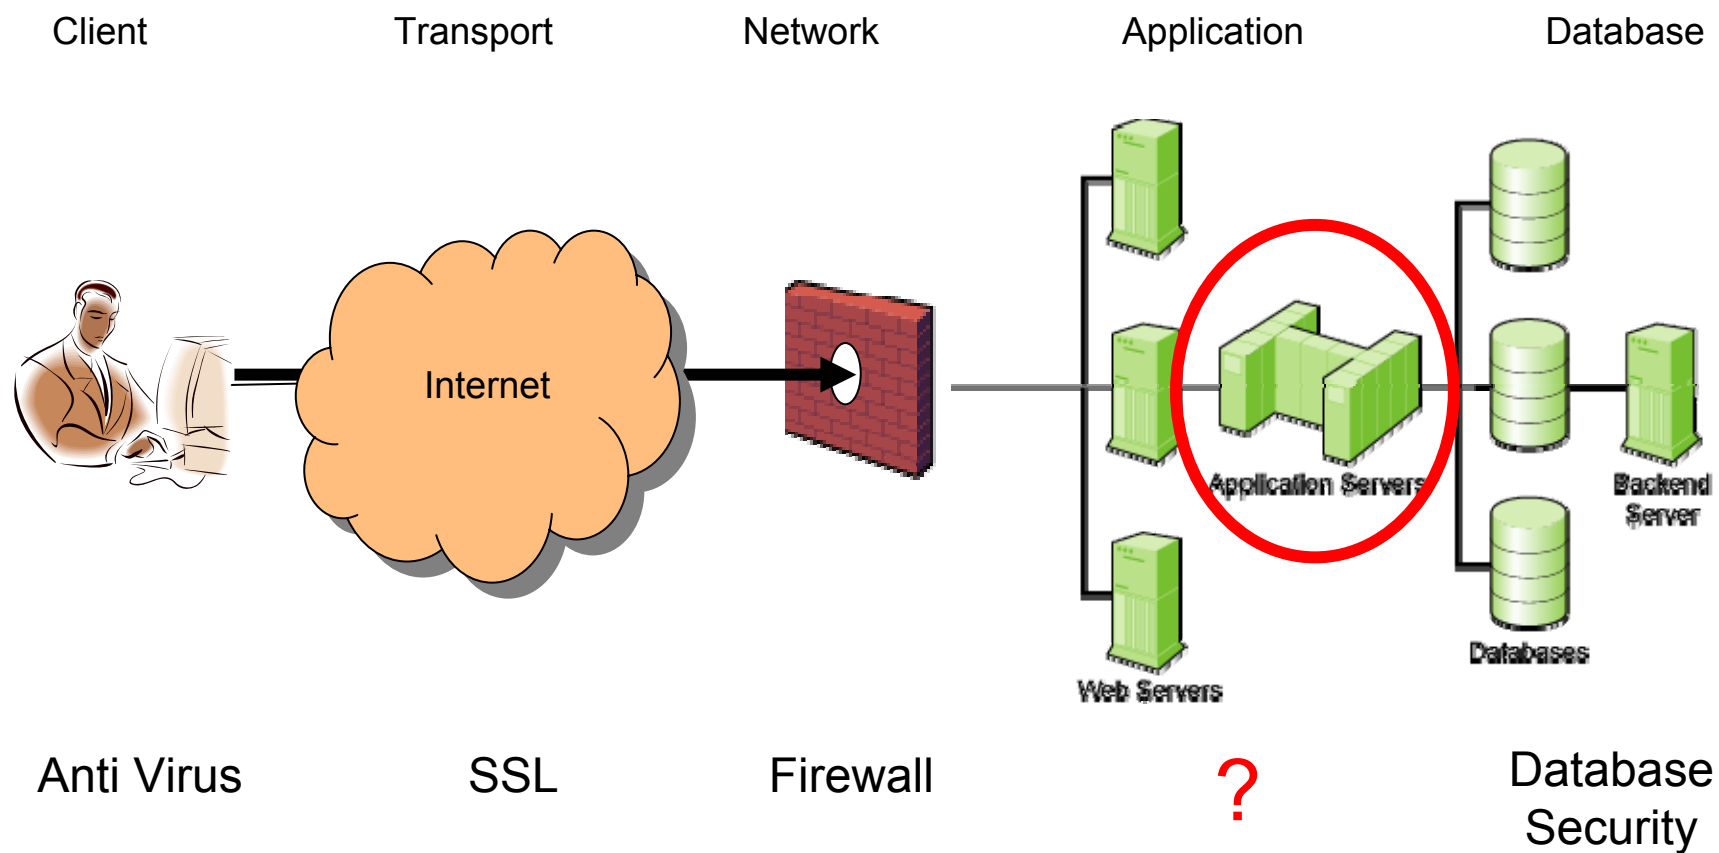 Client Transport Network Application Database
Internet
Application Servers
Backend
Server
Databases
Web Servers
Anti Virus SSL Firewall ? Database
Security